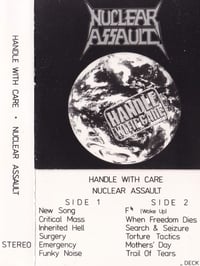 HANDLE WITH CARE • NUCLEAR ASSAULT
STEREO
NUCLEAR
ASSAULT
HANDLE
WITH CARE
HANDLE WITH CARE
NUCLEAR ASSAULT
SIDE 1
New Song
Critical Mass
Inherited Hell
Surgery
Emergency
Funky Noise
SIDE 2
F# (Wake Up)
When Freedom Dies
Search & Seizure
Torture Tactics
Mothers' Day
Trail Of Tears
DECK